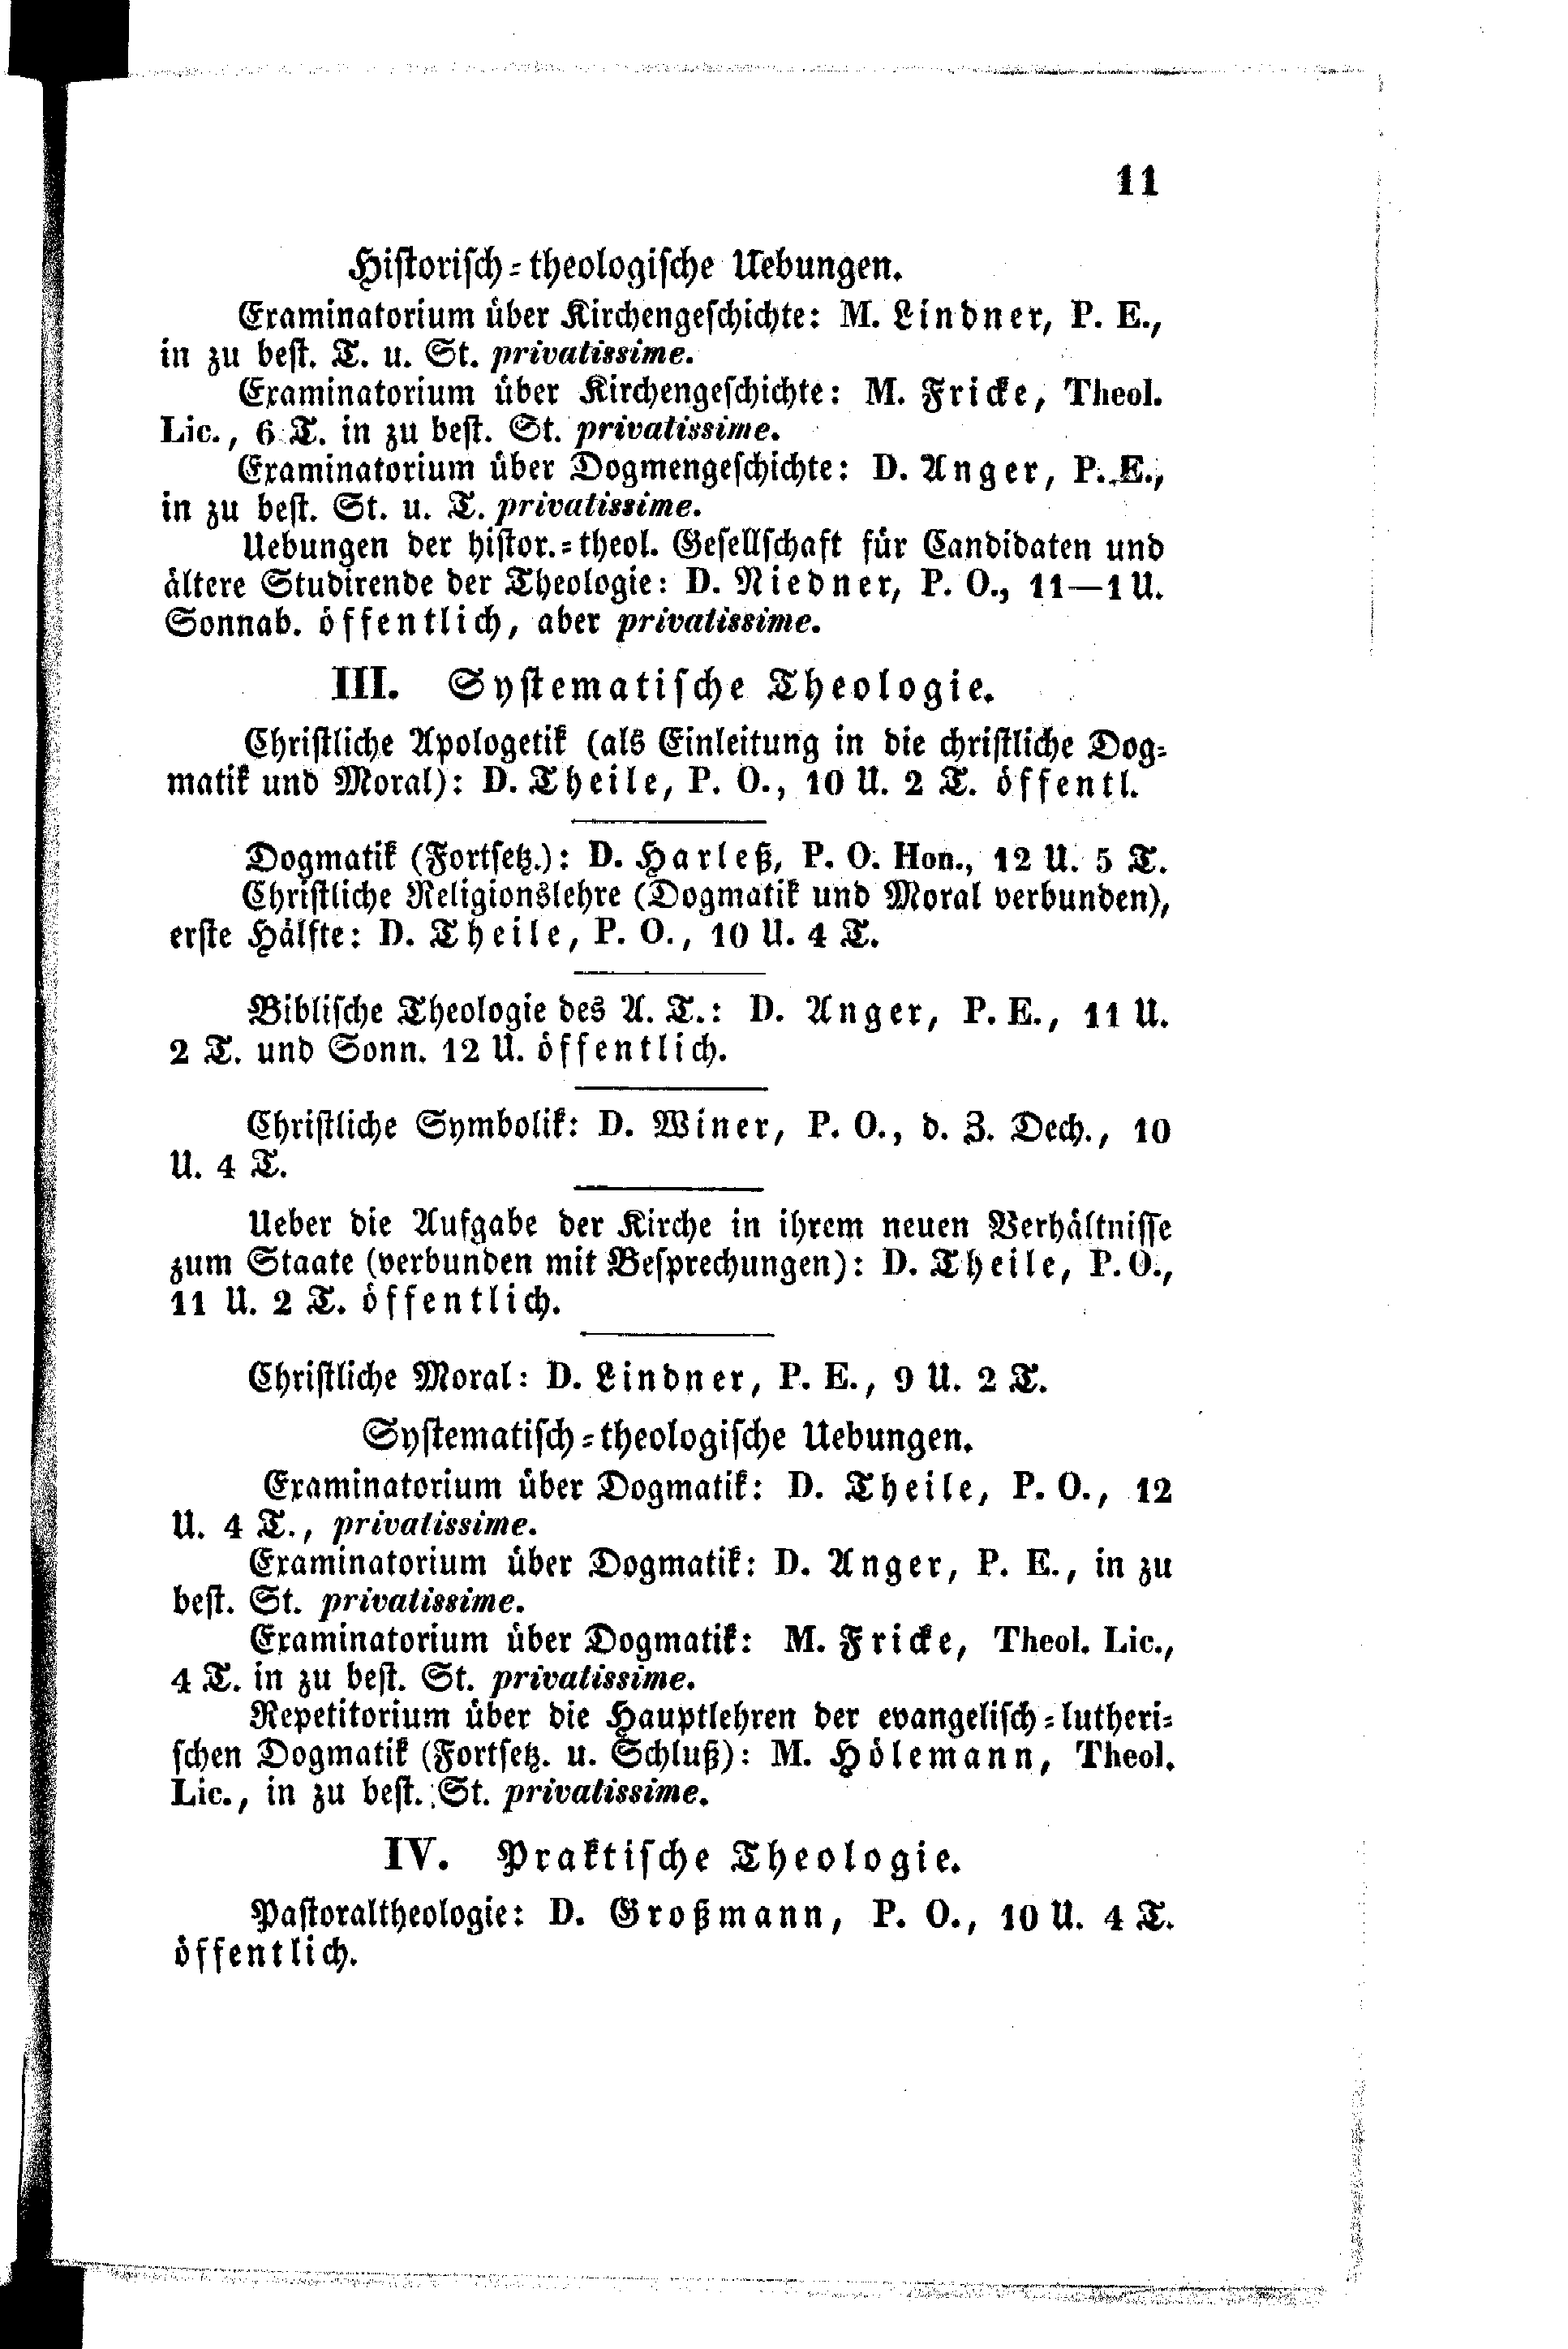 11
Historisch-theologische Uebungen.
Examinatorium über Kirchengeschichte: M. Lindner, P. E.,
in zu best. T. u. St. privatissime.
Examinatorium über Kirchengeschichte: M. Fricke, Theol.
Lic., 6 T. in zu best. St. privatissime.
Examinatorium über Dogmengeschichte: D. Anger, P. E.,
in zu best. St. u. T. privatissime.
Uebungen der histor.-theol. Gesellschaft für Candidaten und
ältere Studirende der Theologie: D. Niedner, P. O., 11—1 U.
Sonnab. öffentlich, aber privatissime.
III. Systematische Theologie.
Christliche Apologetik (als Einleitung in die christliche Dog-
matik und Moral): D. Theile, P. O., 10 U. 2 T. öffentl.
Dogmatik (Fortsetz.): D. Harleß, P. O. Hon., 12 U. 5 T.
Christliche Religionslehre (Dogmatik und Moral verbunden),
erste Hälfte: D. Theile, P. O., 10 U. 4 T.
Biblische Theologie des A. T.: D. Anger, P. E., 11 U.
2 T. und Sonn. 12 U. öffentlich.
Christliche Symbolik: D. Winer, P. O., d. Z. Dech., 10
U. 4 T.
Ueber die Aufgabe der Kirche in ihrem neuen Verhältnisse
zum Staate (verbunden mit Besprechungen): D. Theile, P. O.,
11 U. 2 T. öffentlich.
Christliche Moral: D. Lindner, P. E., 9 U. 2 T.
Systematisch-theologische Uebungen.
Examinatorium über Dogmatik: D. Theile, P. O., 12
U. 4 T., privatissime.
Examinatorium über Dogmatik: D. Anger, P. E., in zu
best. St. privatissime.
Examinatorium über Dogmatik: M. Fricke, Theol. Lic.,
4 T. in zu best. St. privatissime.
Repetitorium über die Hauptlehren der evangelisch-lutheri-
schen Dogmatik (Fortsetz. u. Schluß): M. Hölemann, Theol.
Lic., in zu best. St. privatissime.
IV. Praktische Theologie.
Pastoraltheologie: D. Großmann, P. O., 10 U. 4 T.
öffentlich.